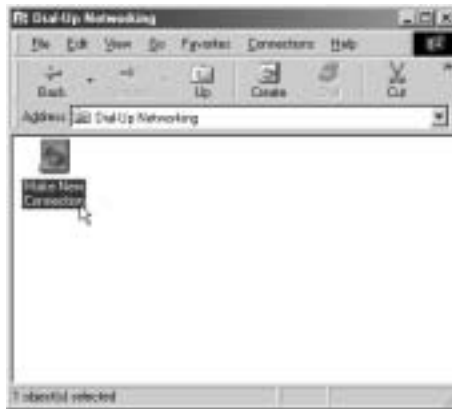 Dial-Up Networking
File Edit View Go Favorites Connections Help
Back Up Create Cut
Address Dial-Up Networking
Make New
Connection
1 object(s) selected